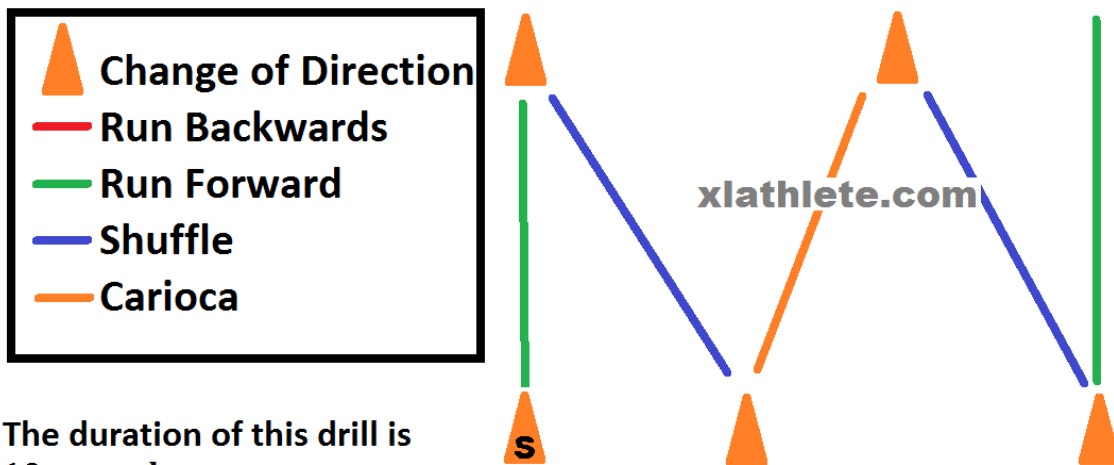 Change of Direction
Run Backwards
Run Forward
Shuffle
Carioca
xlathlete.com
The duration of this drill is
S